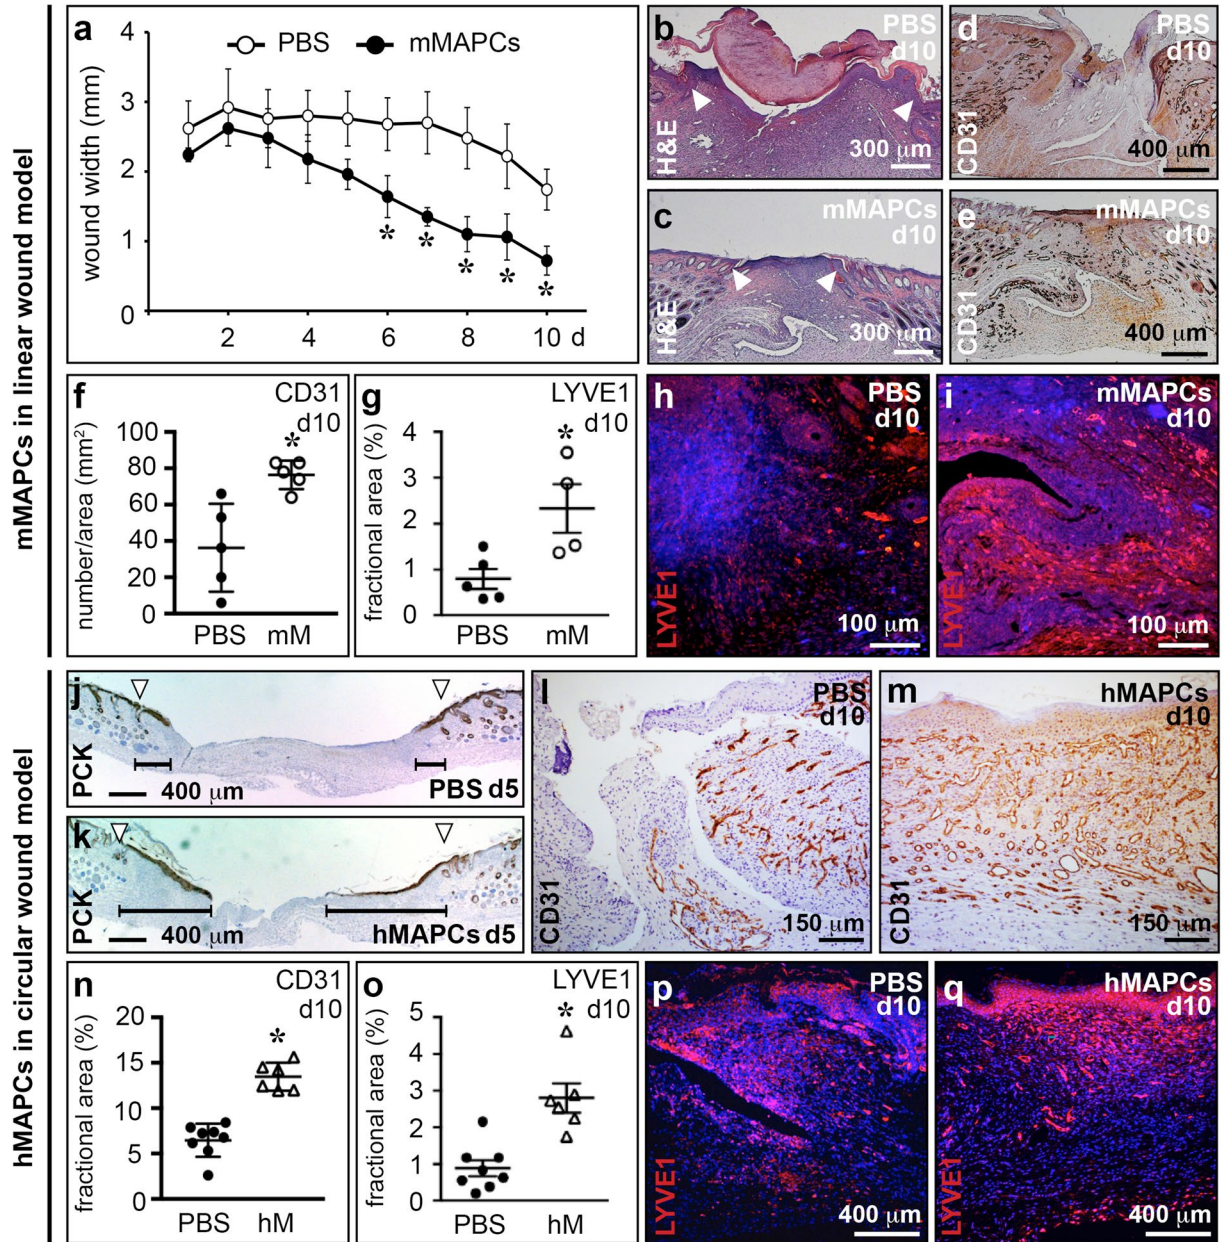 mMAPCs in linear wound model
a
PBS
mMAPCs
wound width (mm)
4
3
2
1
0
2
4
6
8
10 d
*
*
*
*
*
b
PBS
d10
H&E
300 μm
d
PBS
d10
CD31
400 μm
c
mMAPCs
d10
H&E
300 μm
e
mMAPCs
d10
CD31
400 μm
f
CD31
d10
*
number/area (mm²)
100
80
60
40
20
0
PBS
mM
g
LYVE1
d10
*
fractional area (%)
4
3
2
1
0
PBS
mM
h
PBS
d10
LYVE1
100 μm
i
mMAPCs
d10
LYVE1
100 μm
hMAPCs in circular wound model
j
PCK
400 μm
PBS d5
k
PCK
400 μm
hMAPCs d5
l
PBS
d10
CD31
150 μm
m
hMAPCs
d10
CD31
150 μm
n
CD31
d10
*
fractional area (%)
20
15
10
5
0
PBS
hM
o
LYVE1
d10
*
fractional area (%)
5
4
3
2
1
0
PBS
hM
p
PBS
d10
LYVE1
400 μm
q
hMAPCs
d10
LYVE1
400 μm